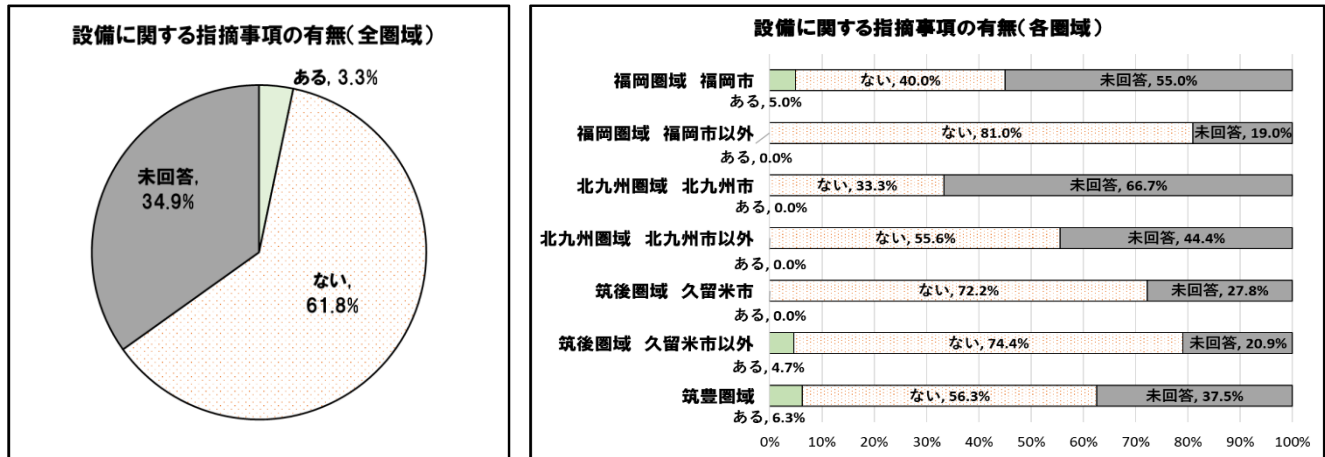 設備に関する指摘事項の有無(全圏域)
ある, 3.3%
未回答,
34.9%
ない,
61.8%
設備に関する指摘事項の有無(各圏域)
福岡圏域 福岡市
ない, 40.0%
未回答, 55.0%
ある, 5.0%
福岡圏域 福岡市以外
ない, 81.0%
未回答, 19.0%
ある, 0.0%
北九州圏域 北九州市
ない, 33.3%
未回答, 66.7%
ある, 0.0%
北九州圏域 北九州市以外
ない, 55.6%
未回答, 44.4%
ある, 0.0%
筑後圏域 久留米市
ない, 72.2%
未回答, 27.8%
ある, 0.0%
筑後圏域 久留米市以外
ない, 74.4%
未回答, 20.9%
ある, 4.7%
筑豊圏域
ない, 56.3%
未回答, 37.5%
ある, 6.3%
0% 10% 20% 30% 40% 50% 60% 70% 80% 90% 100%